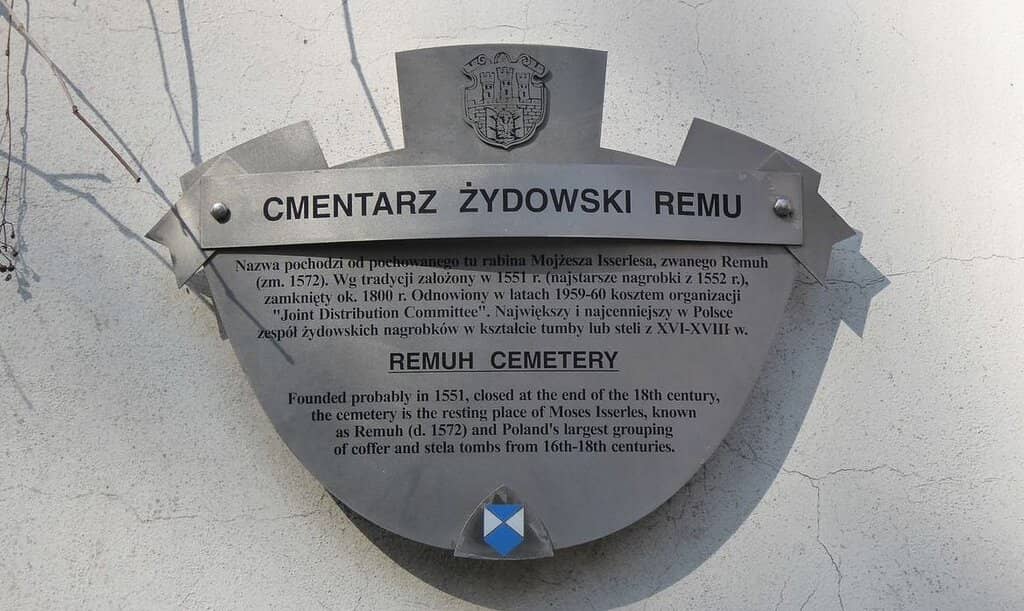 CMENTARZ ŻYDOWSKI REMU
Nazwa pochodzi od pochowanego tu rabina Mojżesza Isserlesa, zwanego Remuh
(zm. 1572). Wg tradycji założony w 1551 r. (najstarsze nagrobki z 1552 r.),
zamknięty ok. 1800 r. Odnowiony w latach 1959-60 kosztem organizacji
"Joint Distribution Committee". Największy i najcenniejszy w Polsce
zespół żydowskich nagrobków w kształcie tumby lub steli z XVI-XVIII w.
REMUH CEMETERY
Founded probably in 1551, closed at the end of the 18th century,
the cemetery is the resting place of Moses Isserles, known
as Remuh (d. 1572) and Poland's largest grouping
of coffer and stela tombs from 16th-18th centuries.